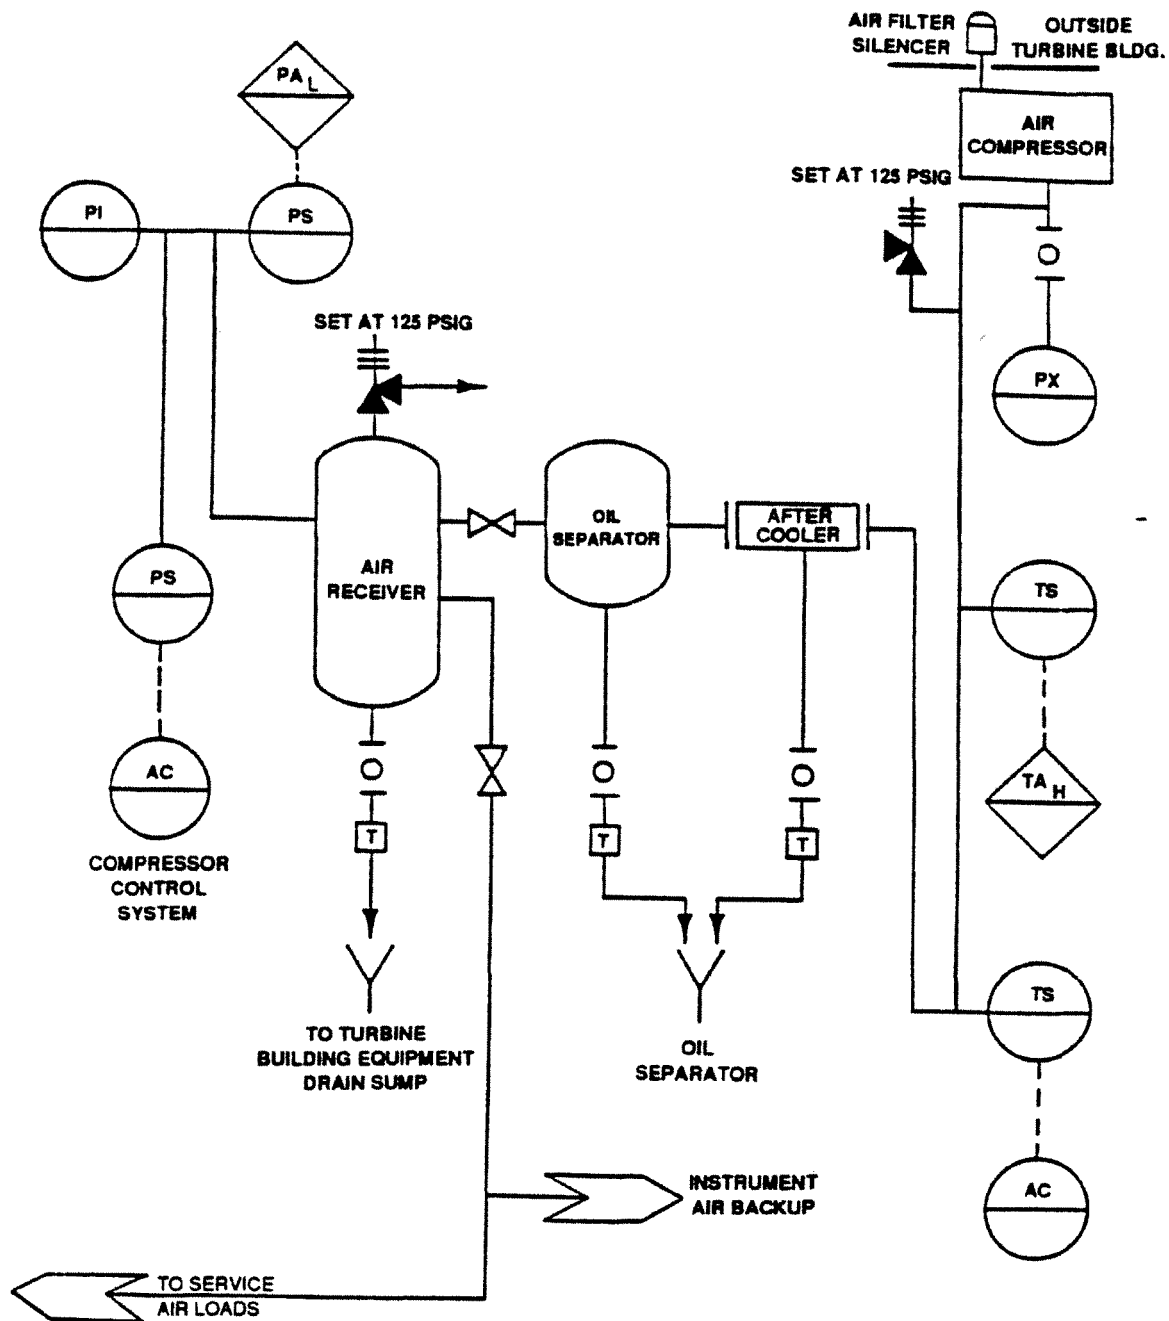 AIR FILTER
SILENCER
OUTSIDE
TURBINE BLDG.
PA L
AIR
COMPRESSOR
SET AT 125 PSIG
PI
PS
SET AT 125 PSIG
PX
AIR
RECEIVER
OIL
SEPARATOR
AFTER
COOLER
PS
TS
AC
COMPRESSOR
CONTROL
SYSTEM
T
T
T
TA H
TO TURBINE
BUILDING EQUIPMENT
DRAIN SUMP
OIL
SEPARATOR
TS
INSTRUMENT
AIR BACKUP
AC
TO SERVICE
AIR LOADS